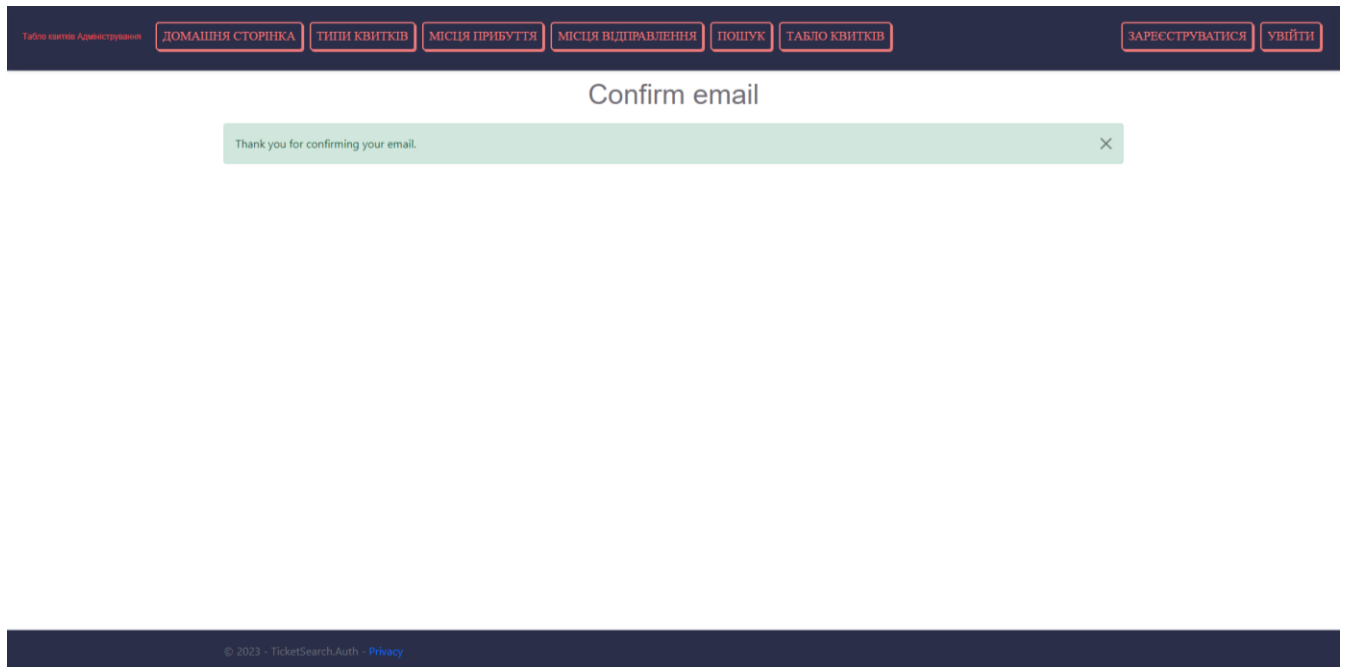 Табло квитків Адміністрування ДОМАШНЯ СТОРІНКА ТИПИ КВИТКІВ МІСЦЯ ПРИБУТТЯ МІСЦЯ ВІДПРАВЛЕННЯ ПОШУК ТАБЛО КВИТКІВ ЗАРЕЄСТРУВАТИСЯ УВІЙТИ
Confirm email
Thank you for confirming your email.
© 2023 - TicketSearch.Auth - Privacy